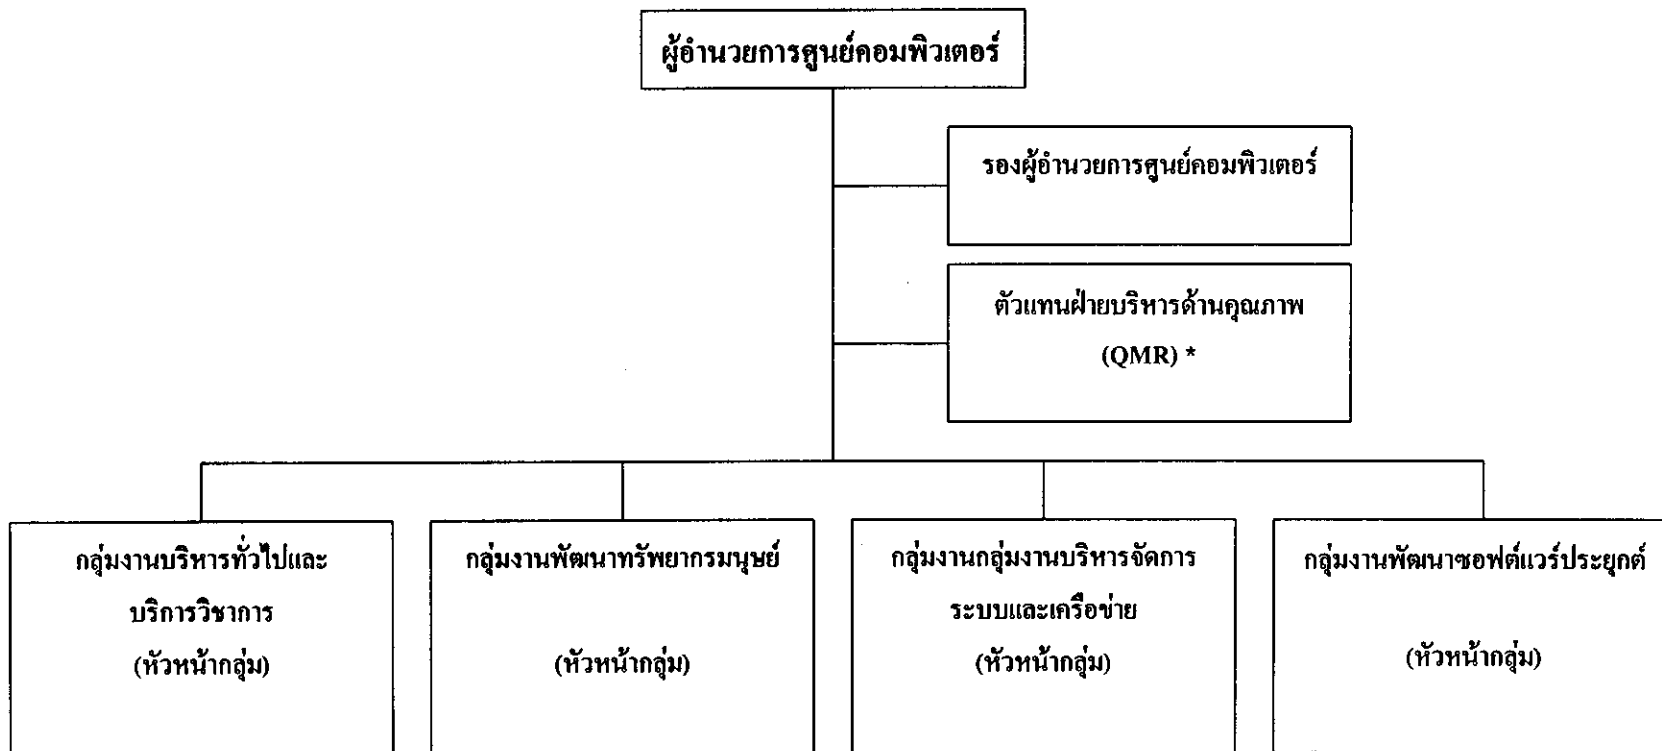 ผู้อำนวยการศูนย์คอมพิวเตอร์
รองผู้อำนวยการศูนย์คอมพิวเตอร์
ตัวแทนฝ่ายบริหารด้านคุณภาพ
(QMR) *
กลุ่มงานบริหารทั่วไปและ
บริการวิชาการ
(หัวหน้ากลุ่ม)
กลุ่มงานพัฒนาทรัพยากรมนุษย์
(หัวหน้ากลุ่ม)
กลุ่มงานกลุ่มงานบริหารจัดการ
ระบบและเครือข่าย
(หัวหน้ากลุ่ม)
กลุ่มงานพัฒนาซอฟต์แวร์ประยุกต์
(หัวหน้ากลุ่ม)